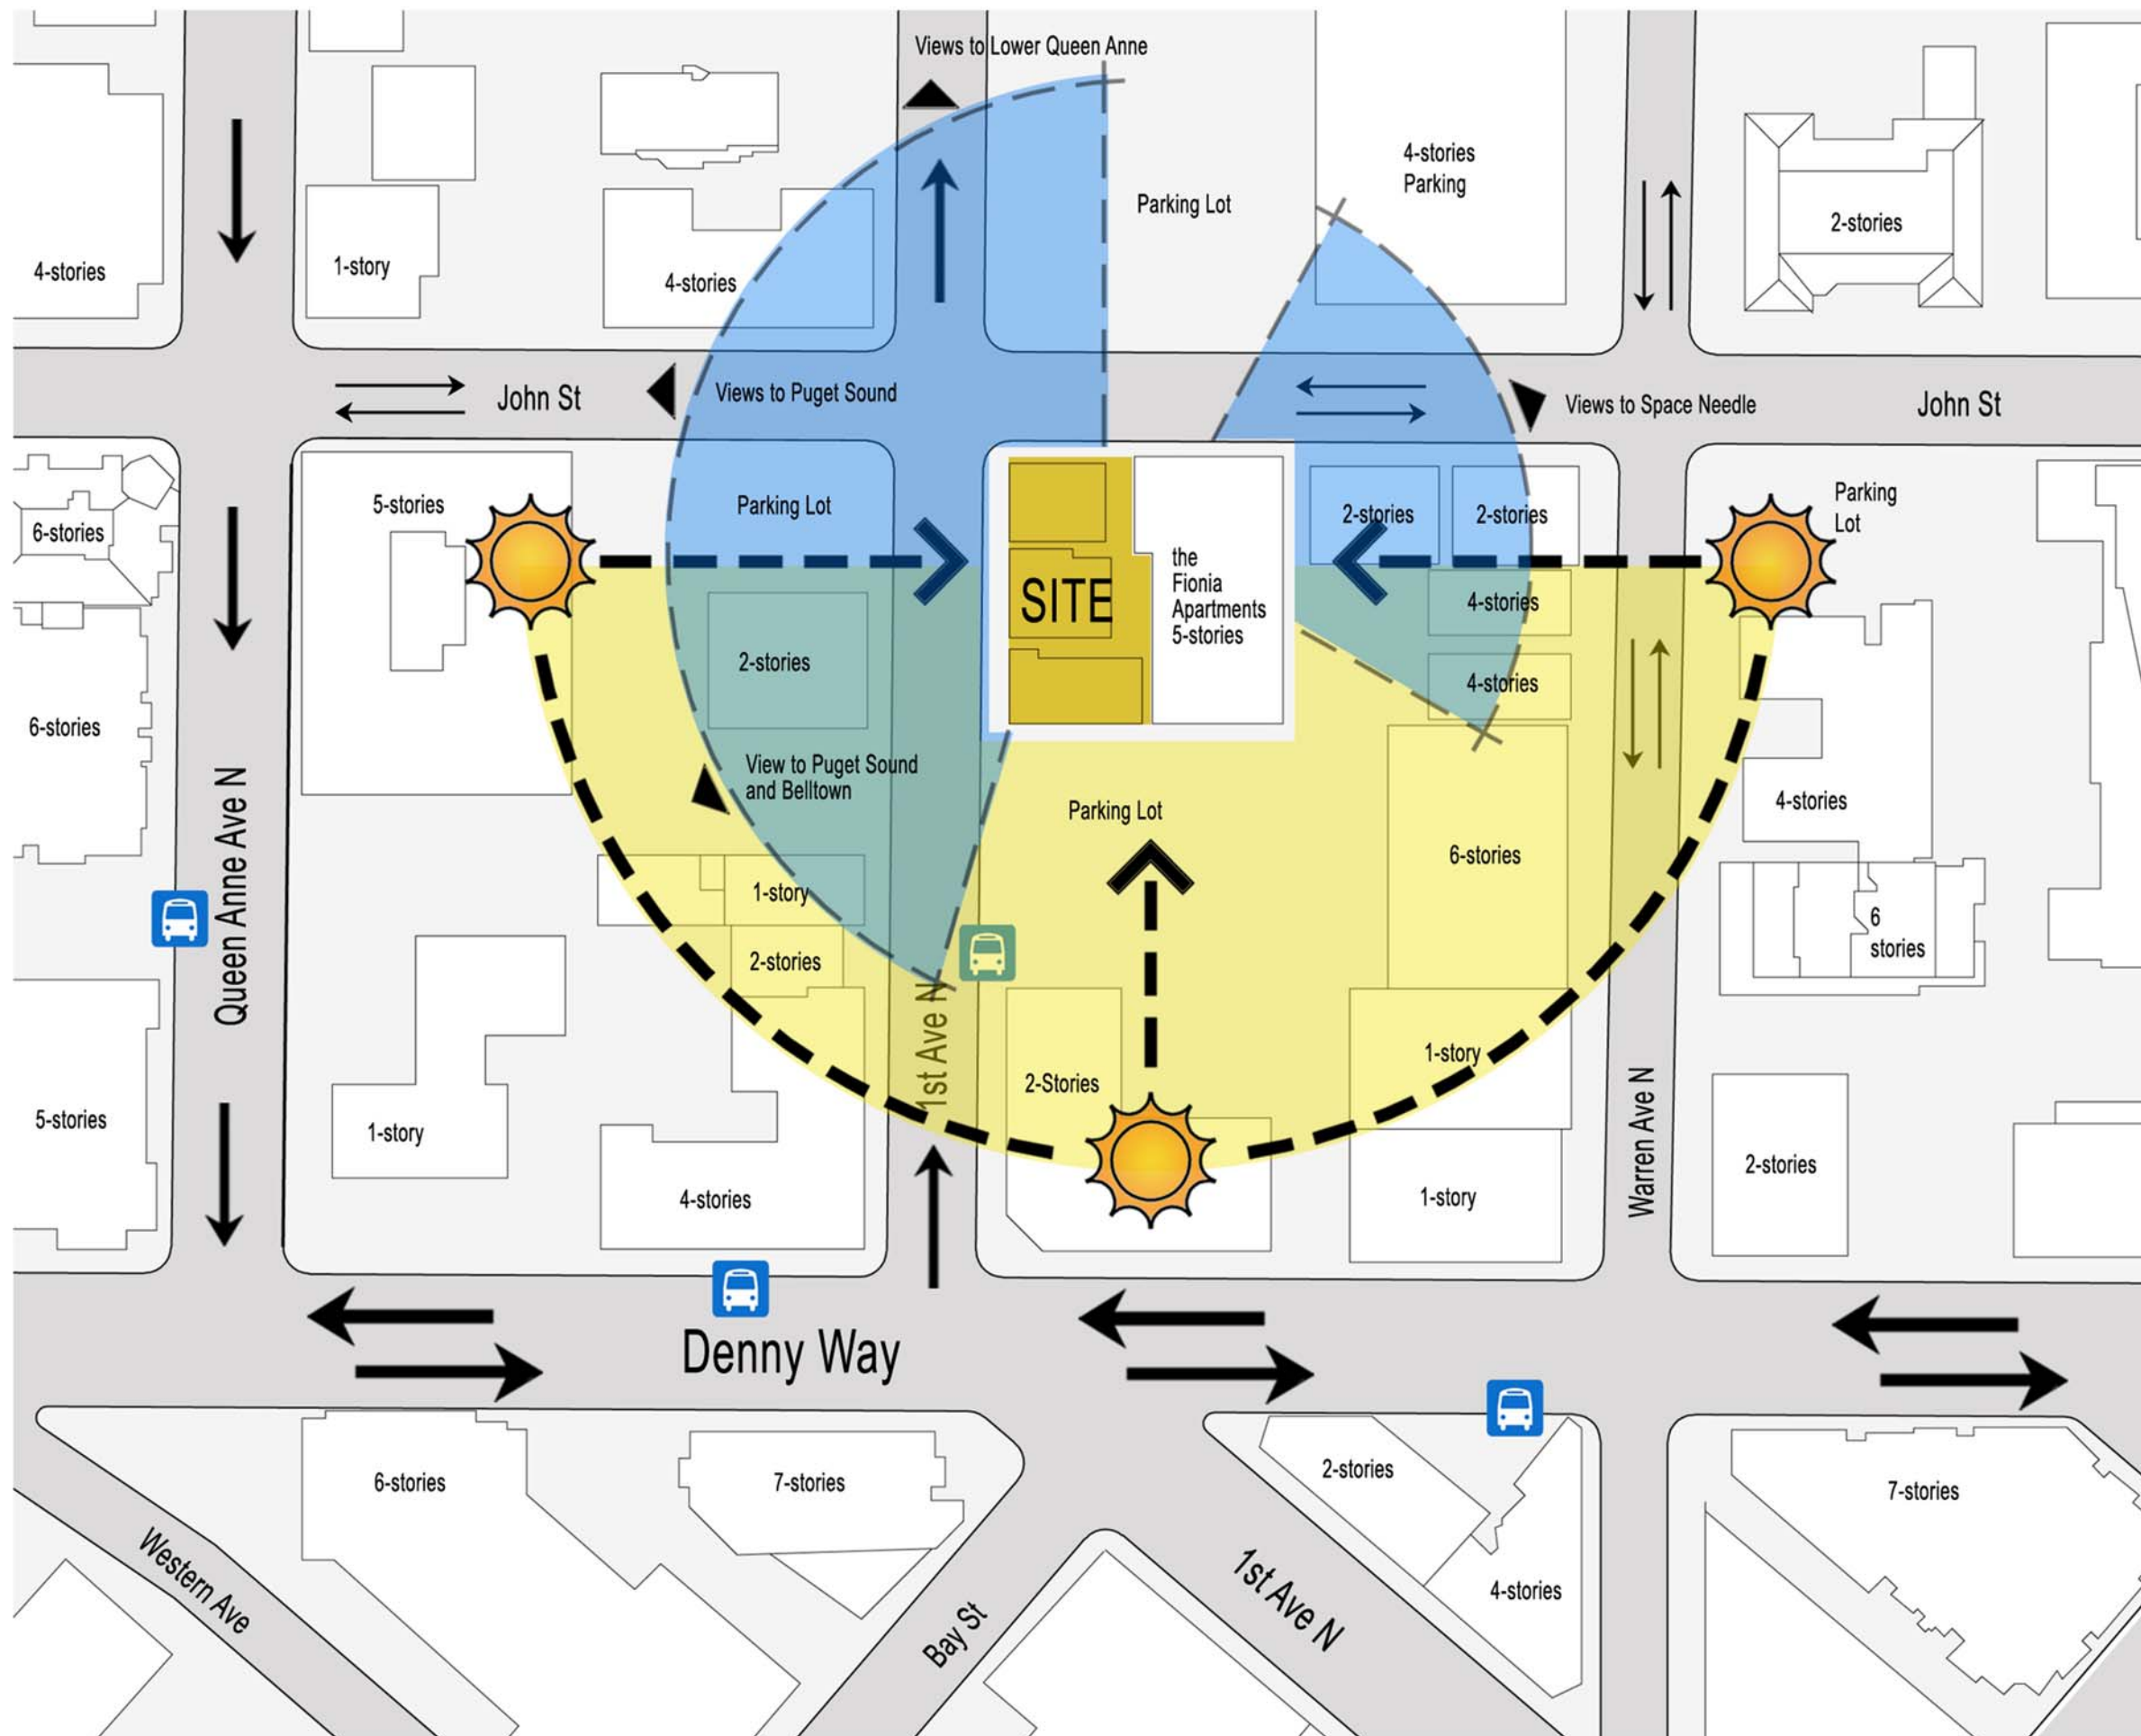 Views to Lower Queen Anne
4-stories
Parking
Parking Lot
2-stories
4-stories
1-story
4-stories
John St
Views to Puget Sound
Views to Space Needle
John St
5-stories
Parking Lot
6-stories
2-stories
2-stories
Parking
Lot
the
Fionia
Apartments
5-stories
SITE
4-stories
2-stories
4-stories
6-stories
View to Puget Sound
and Belltown
Parking Lot
4-stories
Queen Anne Ave N
6-stories
1-story
6
stories
2-stories
1st Ave N
1-story
2-Stories
5-stories
1-story
Warren Ave N
2-stories
4-stories
1-story
Denny Way
6-stories
7-stories
2-stories
7-stories
Western Ave
Bay St
1st Ave N
4-stories